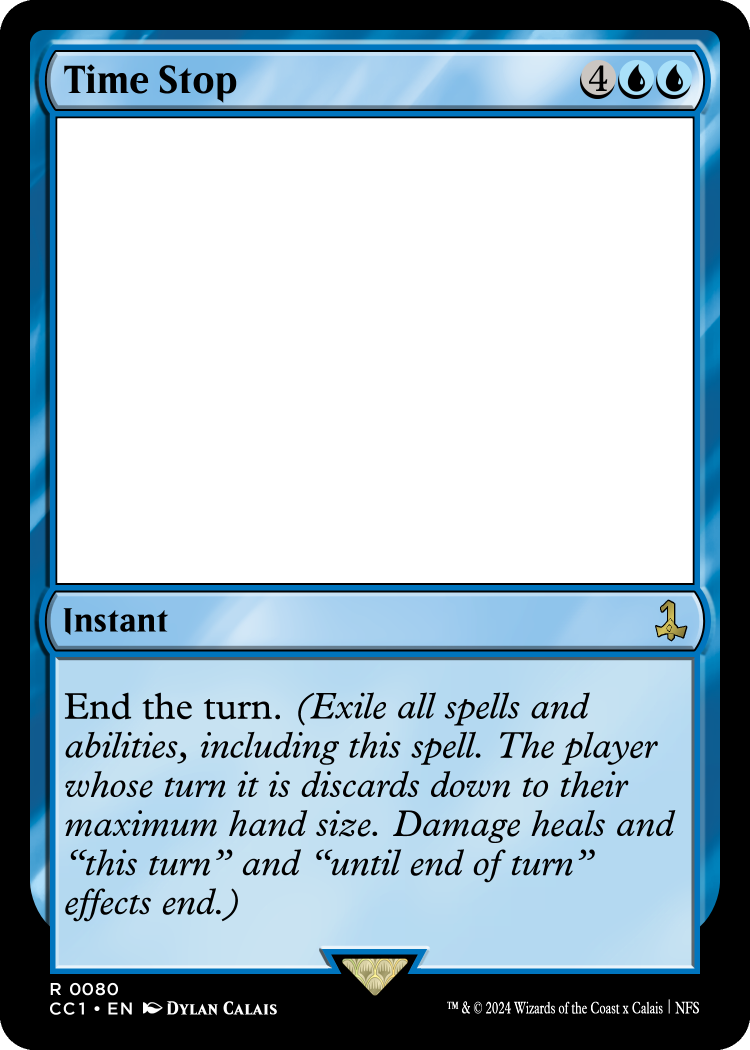 Time Stop 4
Instant
End the turn. (Exile all spells and
abilities, including this spell. The player
whose turn it is discards down to their
maximum hand size. Damage heals and
“this turn” and “until end of turn”
effects end.)
R 0080
CC1 • EN Dylan Calais
™ & © 2024 Wizards of the Coast x Calais | NFS